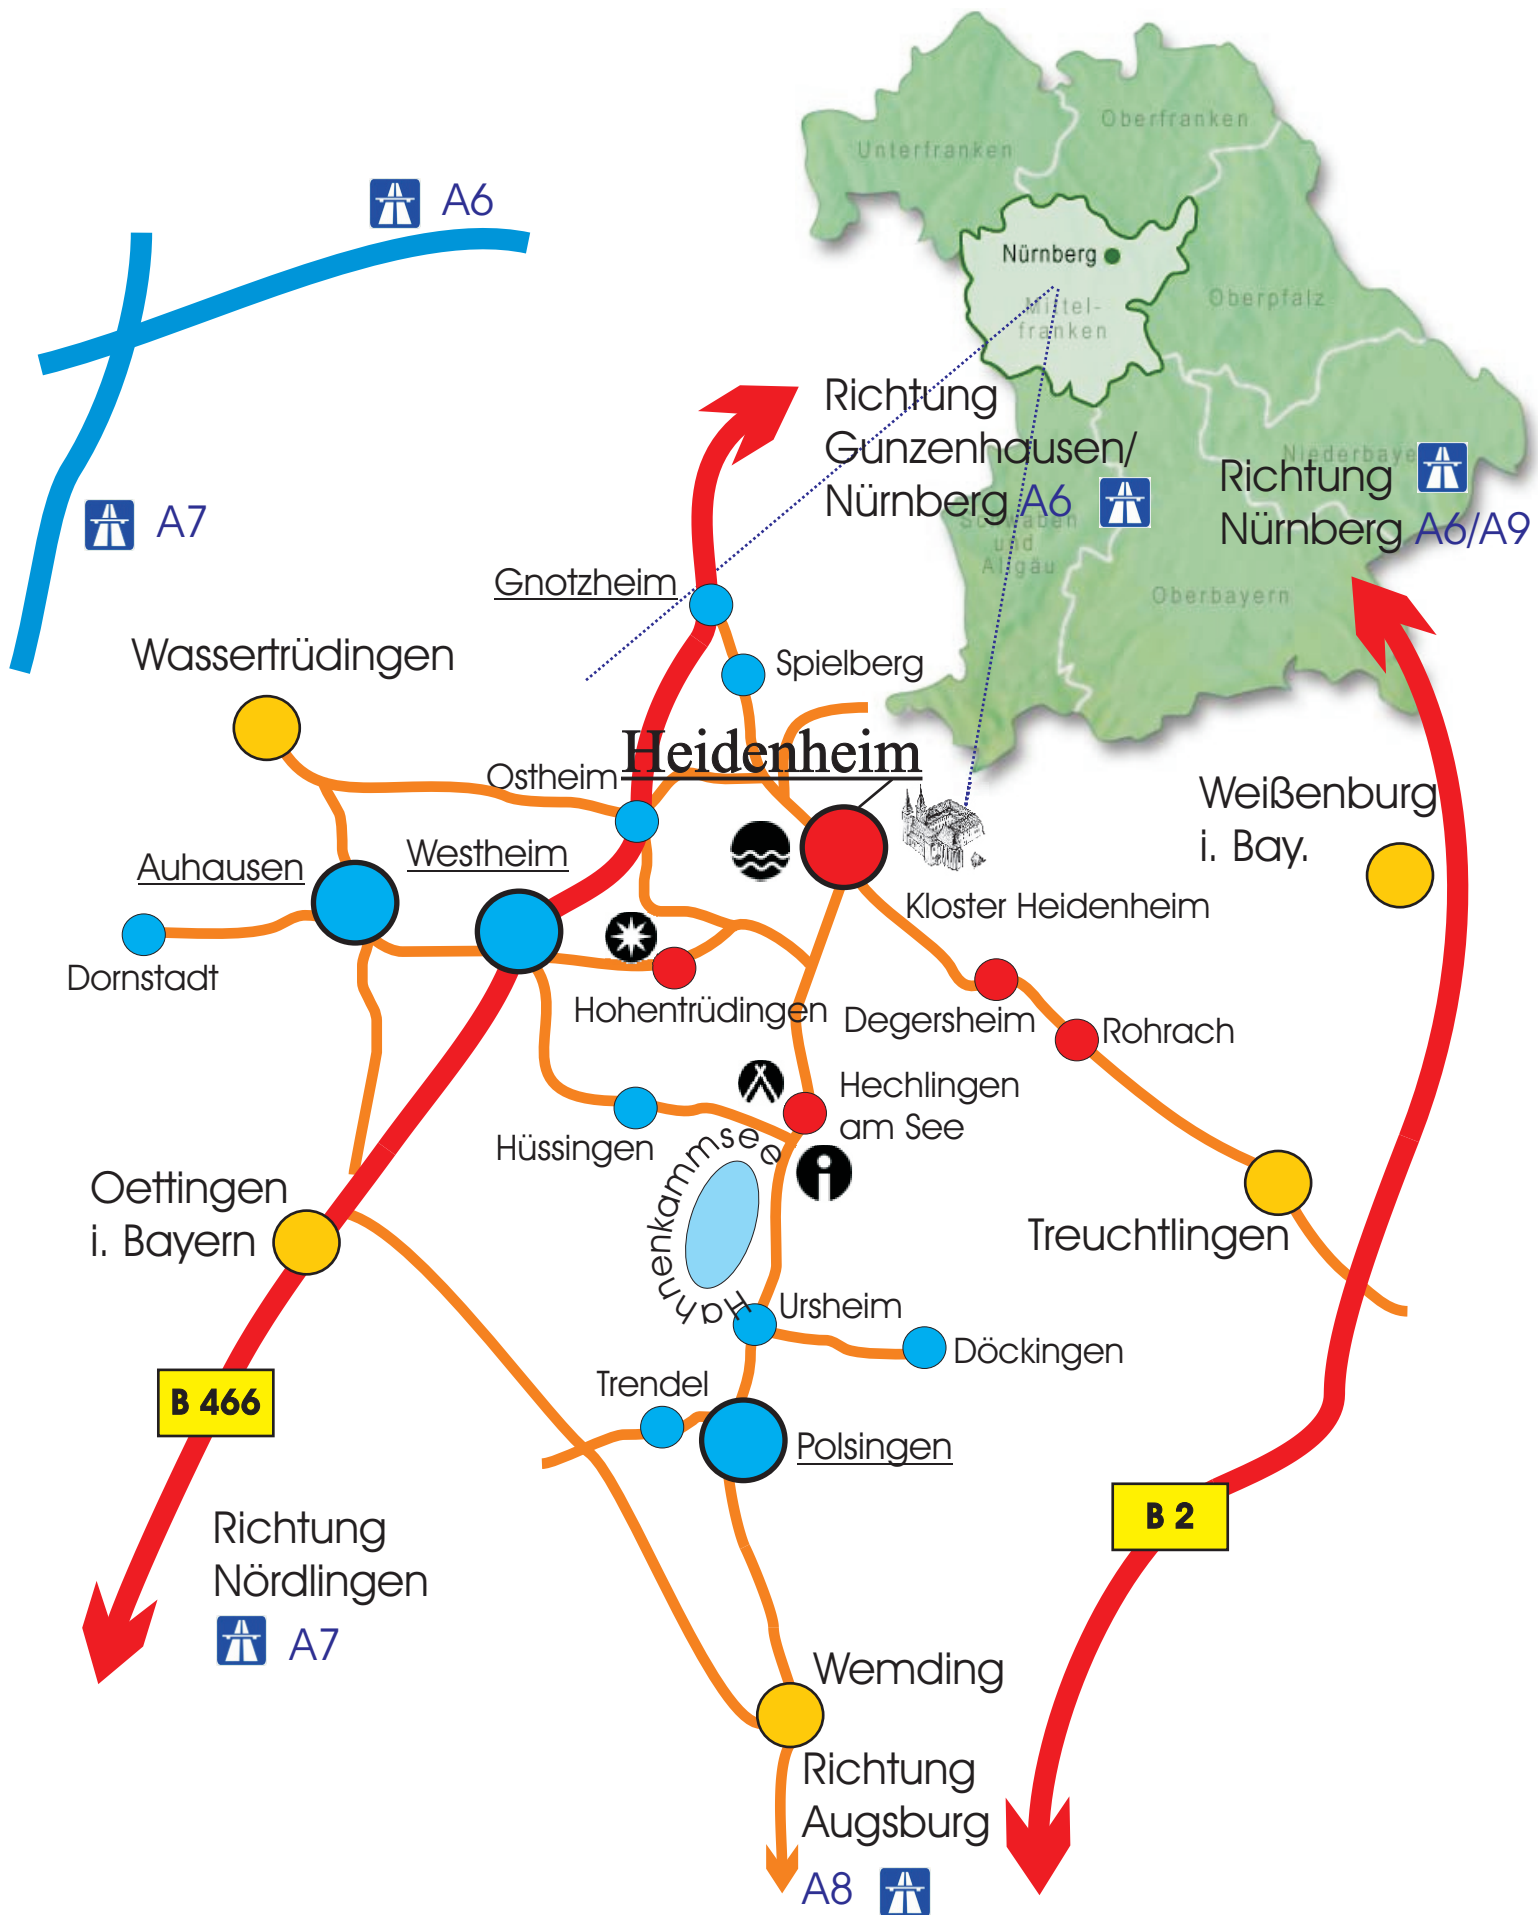 Oberfranken
Unterfranken
A6
Nürnberg
Mittel-
franken
Oberpfalz
Richtung
Gunzenhausen/
Nürnberg A6
Niederbaye
Richtung
Nürnberg A6/A9
A7
Schwaben
und
Allgäu
Oberbayern
Gnotzheim
Wassertrüdingen
Spielberg
Heidenheim
Ostheim
Weißenburg
i. Bay.
Auhausen
Westheim
Kloster Heidenheim
Dornstadt
Hohentrüdingen
Degersheim
Rohrach
Hechlingen
am See
Hüssingen
Hahnenkammsee
Oettingen
i. Bayern
Treuchtlingen
Ursheim
Döckingen
Trendel
B 466
Polsingen
B 2
Richtung
Nördlingen
A7
Wemding
Richtung
Augsburg
A8